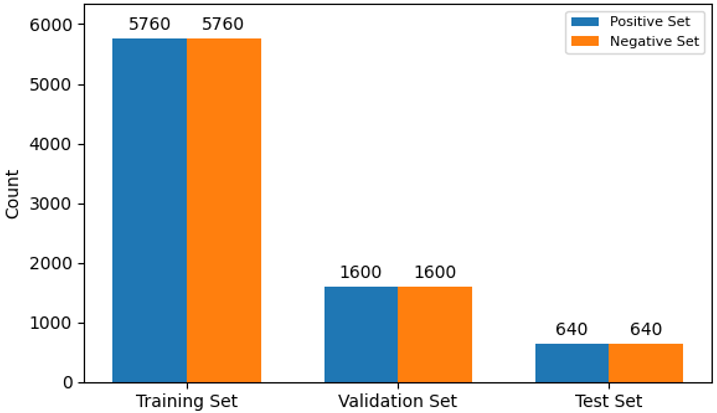 6000
5000
4000
3000
2000
1000
0
Count
5760 5760
1600 1600
640 640
Positive Set
Negative Set
Training Set Validation Set Test Set